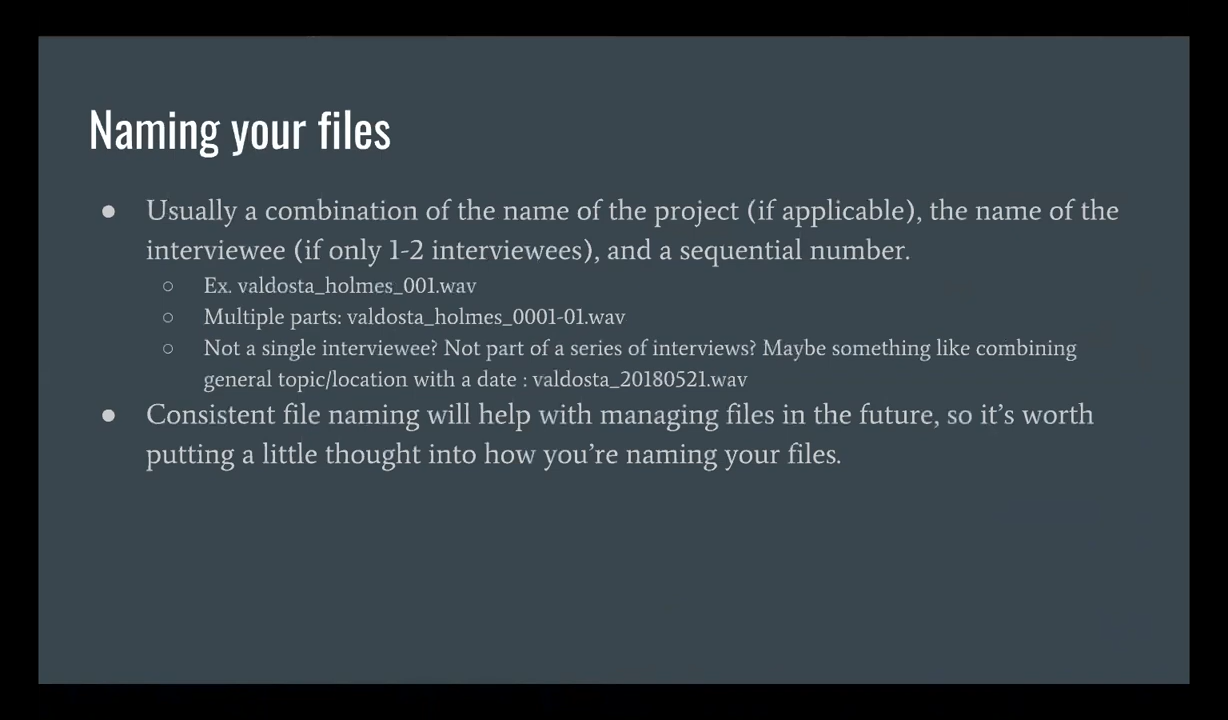 Naming your files
● Usually a combination of the name of the project (if applicable), the name of the
interviewee (if only 1-2 interviewees), and a sequential number.
○ Ex. valdosta_holmes_001.wav
○ Multiple parts: valdosta_holmes_0001-01.wav
○ Not a single interviewee? Not part of a series of interviews? Maybe something like combining
general topic/location with a date : valdosta_20180521.wav
● Consistent file naming will help with managing files in the future, so it’s worth
putting a little thought into how you’re naming your files.